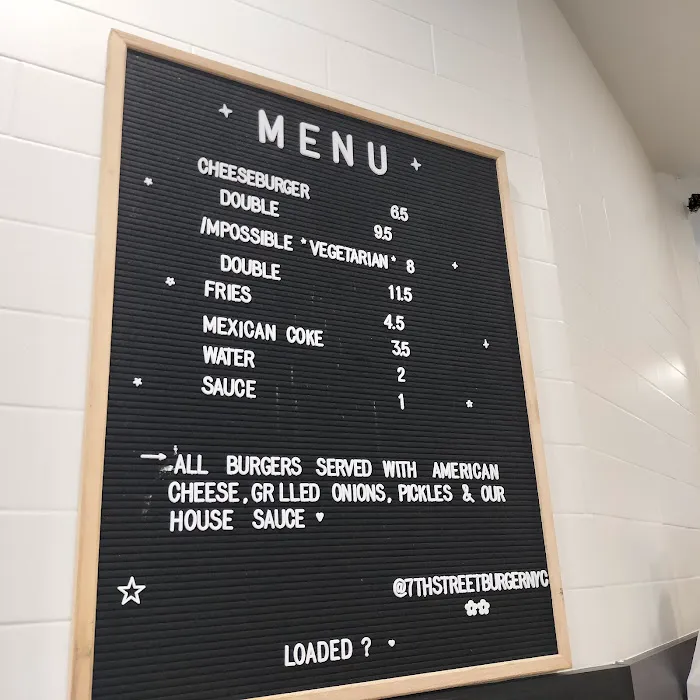 MENU
CHEESEBURGER 6.5
DOUBLE 9.5
/MPOSSIBLE *VEGETARIAN* 8
DOUBLE 11.5
FRIES 4.5
MEXICAN COKE 3.5
WATER 2
SAUCE 1
→ALL BURGERS SERVED WITH AMERICAN
CHEESE, GR LLED ONIONS, PICKLES & OUR
HOUSE SAUCE ♥
@7THSTREETBURGERNYC
LOADED ? ♥